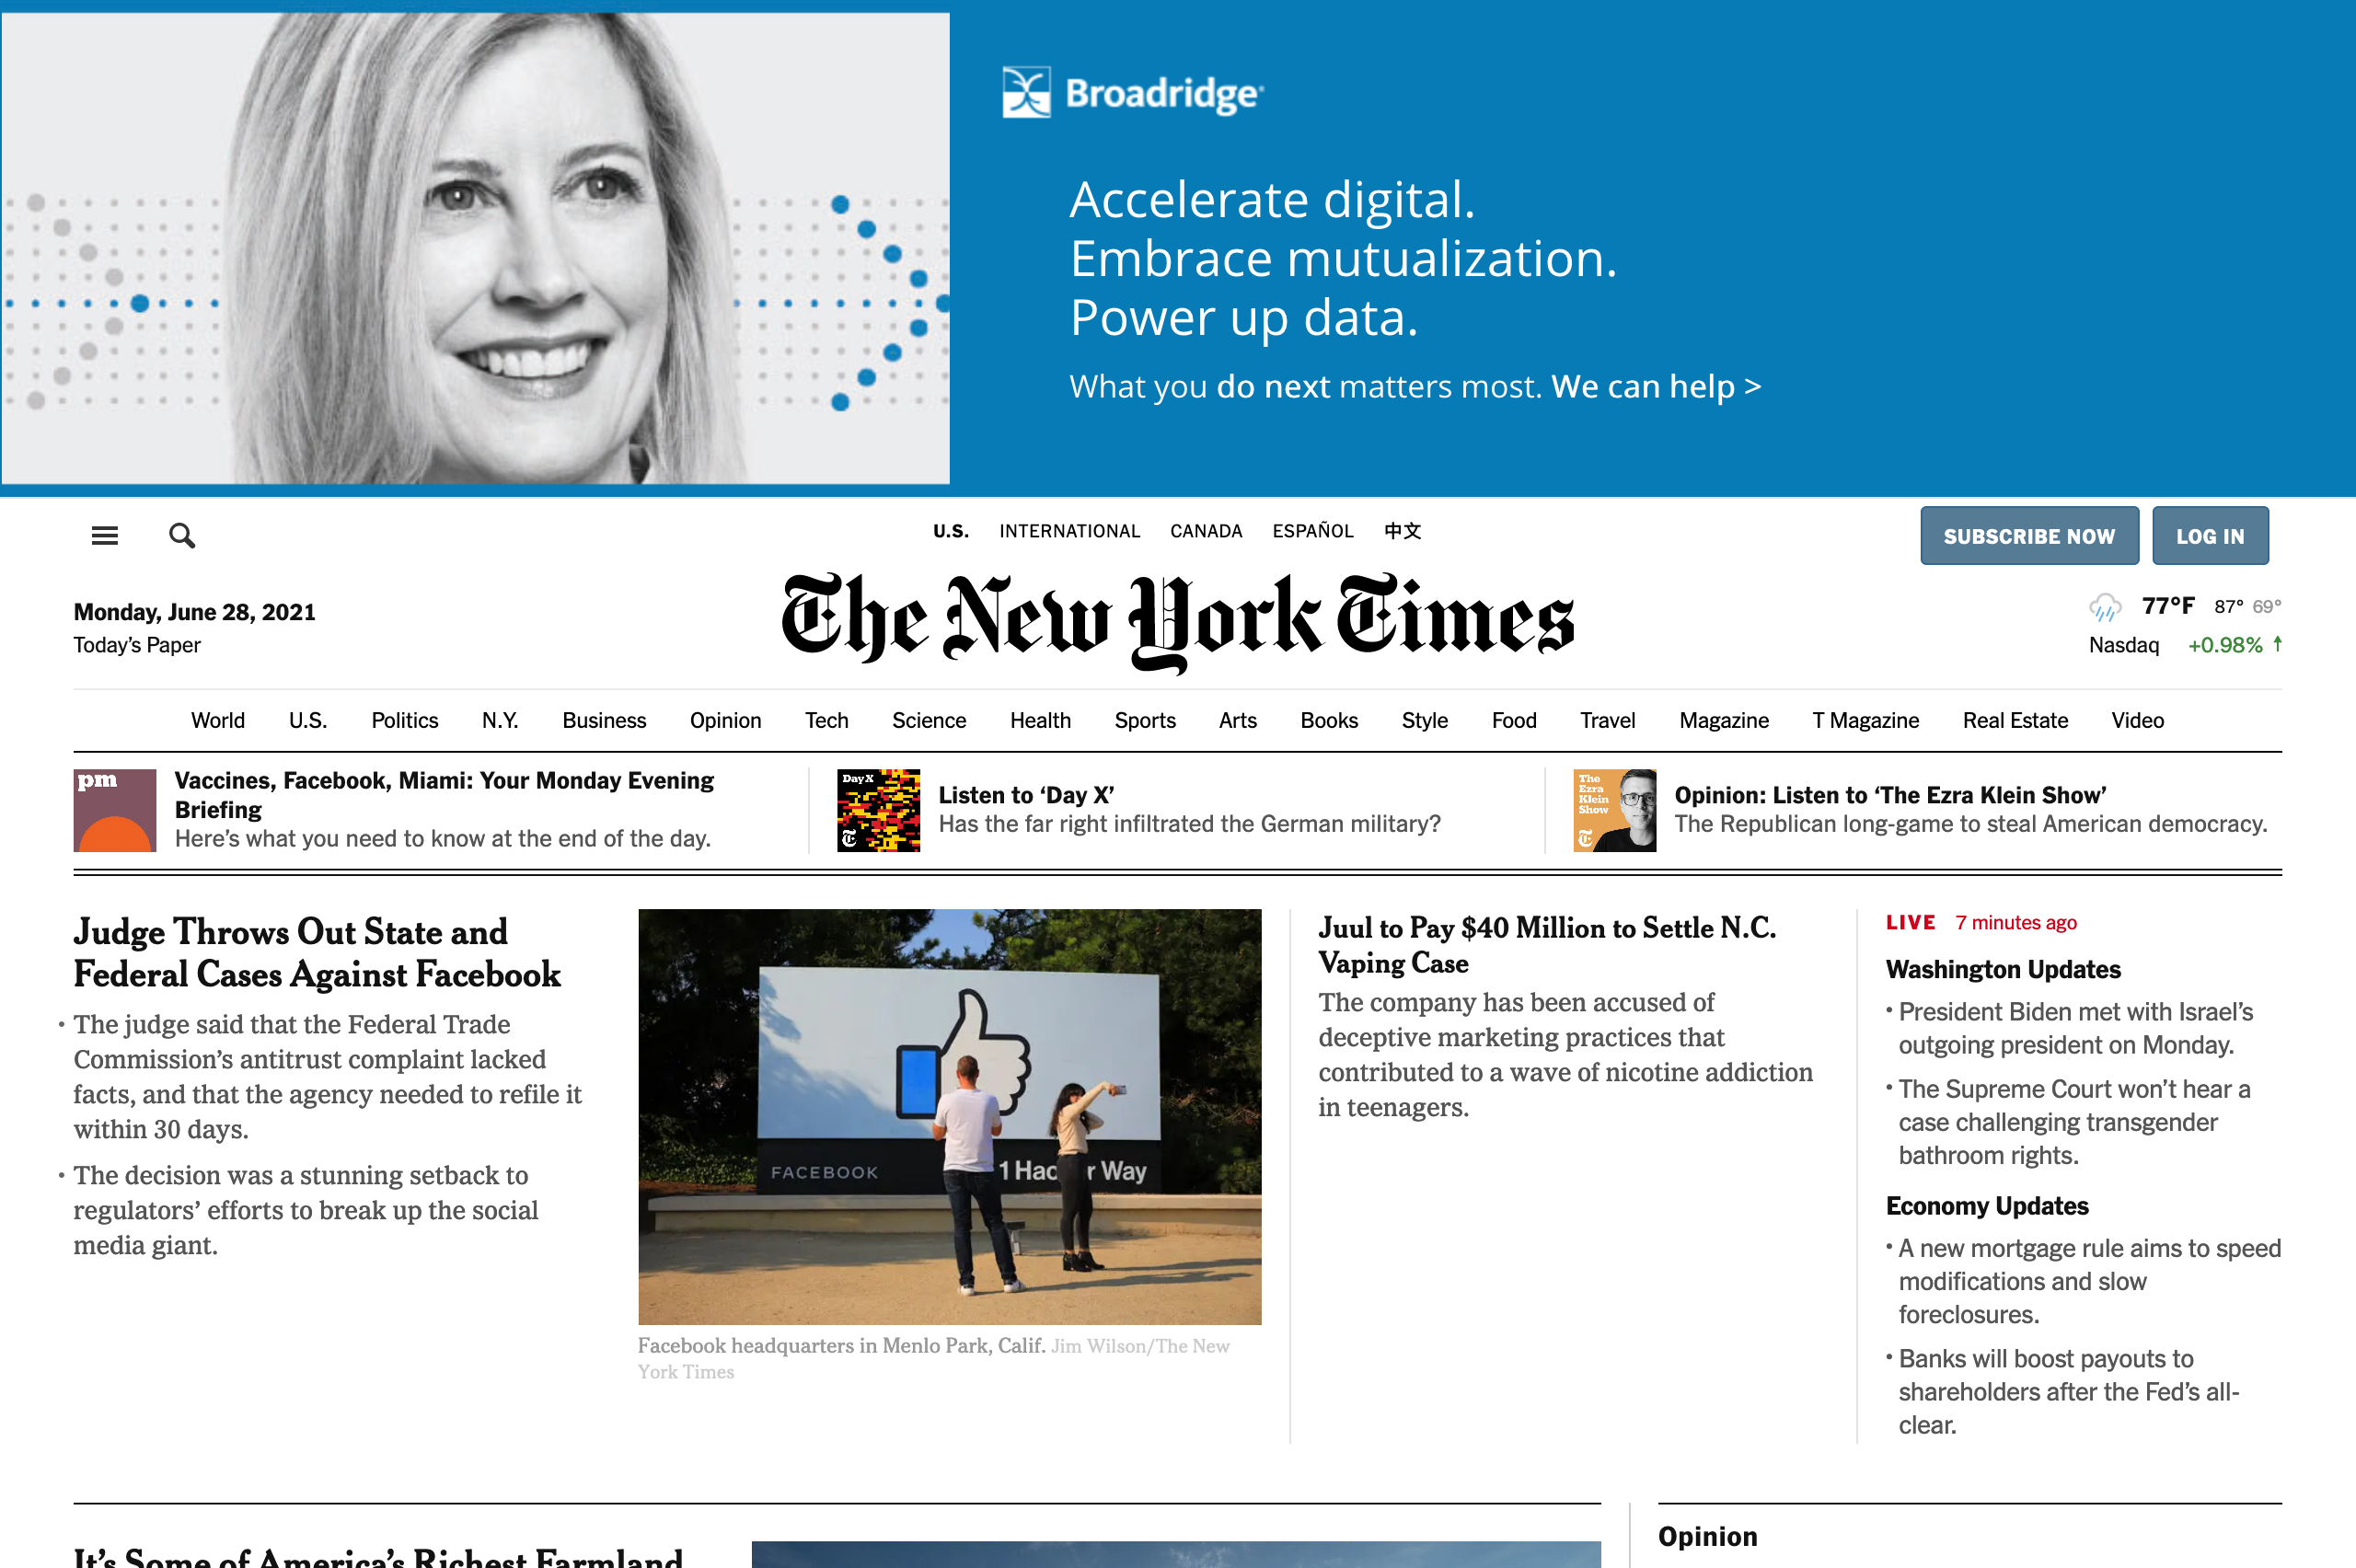 Broadridge
Accelerate digital.
Embrace mutualization.
Power up data.
What you do next matters most. We can help >
U.S. INTERNATIONAL CANADA ESPAÑOL 中文
SUBSCRIBE NOW LOG IN
The New York Times
Monday, June 28, 2021
Today's Paper
77°F 87° 69°
Nasdaq +0.98% ↑
World U.S. Politics N.Y. Business Opinion Tech Science Health Sports Arts Books Style Food Travel Magazine T Magazine Real Estate Video
pm
Vaccines, Facebook, Miami: Your Monday Evening
Briefing
Here's what you need to know at the end of the day.
Day X
Listen to ‘Day X’
Has the far right infiltrated the German military?
The
Ezra
Klein
Show
Opinion: Listen to ‘The Ezra Klein Show’
The Republican long-game to steal American democracy.
Judge Throws Out State and
Federal Cases Against Facebook
• The judge said that the Federal Trade
Commission’s antitrust complaint lacked
facts, and that the agency needed to refile it
within 30 days.
• The decision was a stunning setback to
regulators’ efforts to break up the social
media giant.
FACEBOOK 1 Hac r Way
Facebook headquarters in Menlo Park, Calif. Jim Wilson/The New
York Times
Juul to Pay $40 Million to Settle N.C.
Vaping Case
The company has been accused of
deceptive marketing practices that
contributed to a wave of nicotine addiction
in teenagers.
LIVE 7 minutes ago
Washington Updates
• President Biden met with Israel’s
outgoing president on Monday.
• The Supreme Court won’t hear a
case challenging transgender
bathroom rights.
Economy Updates
• A new mortgage rule aims to speed
modifications and slow
foreclosures.
• Banks will boost payouts to
shareholders after the Fed’s all-
clear.
It’s Some of America’s Richest Farmland
Opinion